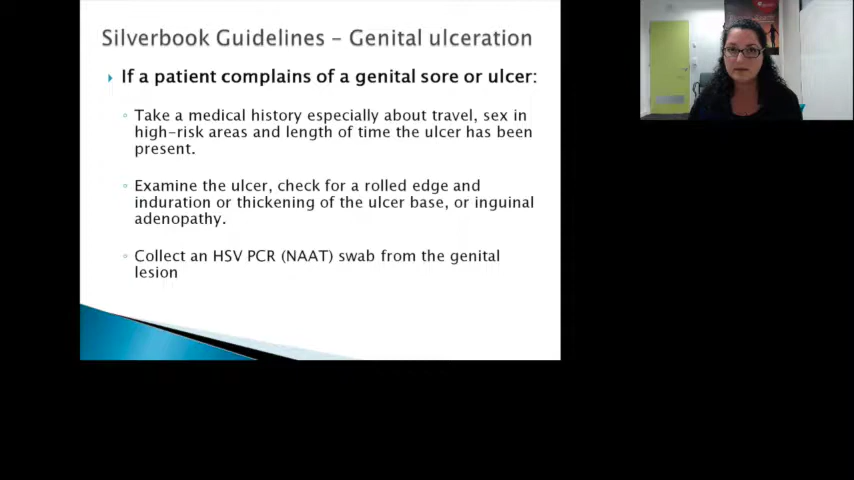 Silverbook Guidelines – Genital ulceration
If a patient complains of a genital sore or ulcer:
Take a medical history especially about travel, sex in
high-risk areas and length of time the ulcer has been
present.
Examine the ulcer, check for a rolled edge and
induration or thickening of the ulcer base, or inguinal
adenopathy.
Collect an HSV PCR (NAAT) swab from the genital
lesion